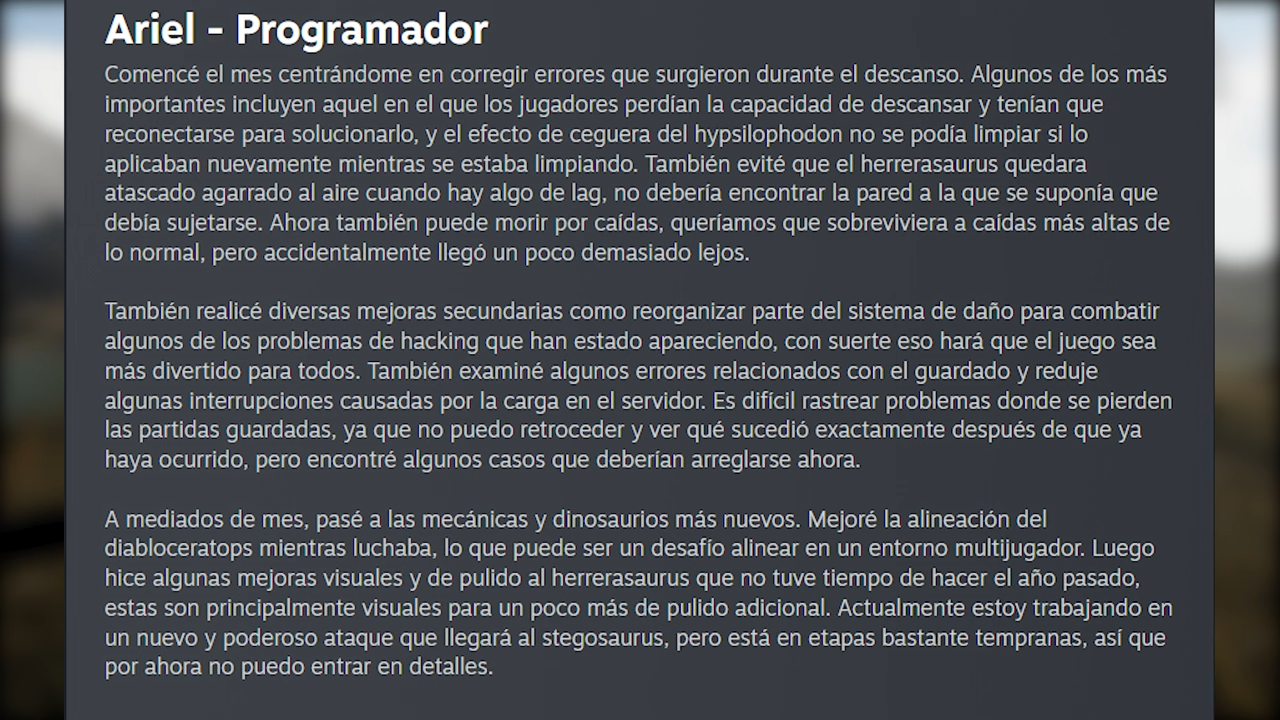 Ariel - Programador
Comencé el mes centrándome en corregir errores que surgieron durante el descanso. Algunos de los más
importantes incluyen aquel en el que los jugadores perdían la capacidad de descansar y tenían que
reconectarse para solucionarlo, y el efecto de ceguera del hypsilophodon no se podía limpiar si lo
aplicaban nuevamente mientras se estaba limpiando. También evité que el herrerasaurus quedara
atascado agarrado al aire cuando hay algo de lag, no debería encontrar la pared a la que se suponía que
debía sujetarse. Ahora también puede morir por caídas, queríamos que sobreviviera a caídas más altas de
lo normal, pero accidentalmente llegó un poco demasiado lejos.
También realicé diversas mejoras secundarias como reorganizar parte del sistema de daño para combatir
algunos de los problemas de hacking que han estado apareciendo, con suerte eso hará que el juego sea
más divertido para todos. También examiné algunos errores relacionados con el guardado y reduje
algunas interrupciones causadas por la carga en el servidor. Es difícil rastrear problemas donde se pierden
las partidas guardadas, ya que no puedo retroceder y ver qué sucedió exactamente después de que ya
haya ocurrido, pero encontré algunos casos que deberían arreglarse ahora.
A mediados de mes, pasé a las mecánicas y dinosaurios más nuevos. Mejoré la alineación del
diabloceratops mientras luchaba, lo que puede ser un desafío alinear en un entorno multijugador. Luego
hice algunas mejoras visuales y de pulido al herrerasaurus que no tuve tiempo de hacer el año pasado,
estas son principalmente visuales para un poco más de pulido adicional. Actualmente estoy trabajando en
un nuevo y poderoso ataque que llegará al stegosaurus, pero está en etapas bastante tempranas, así que
por ahora no puedo entrar en detalles.